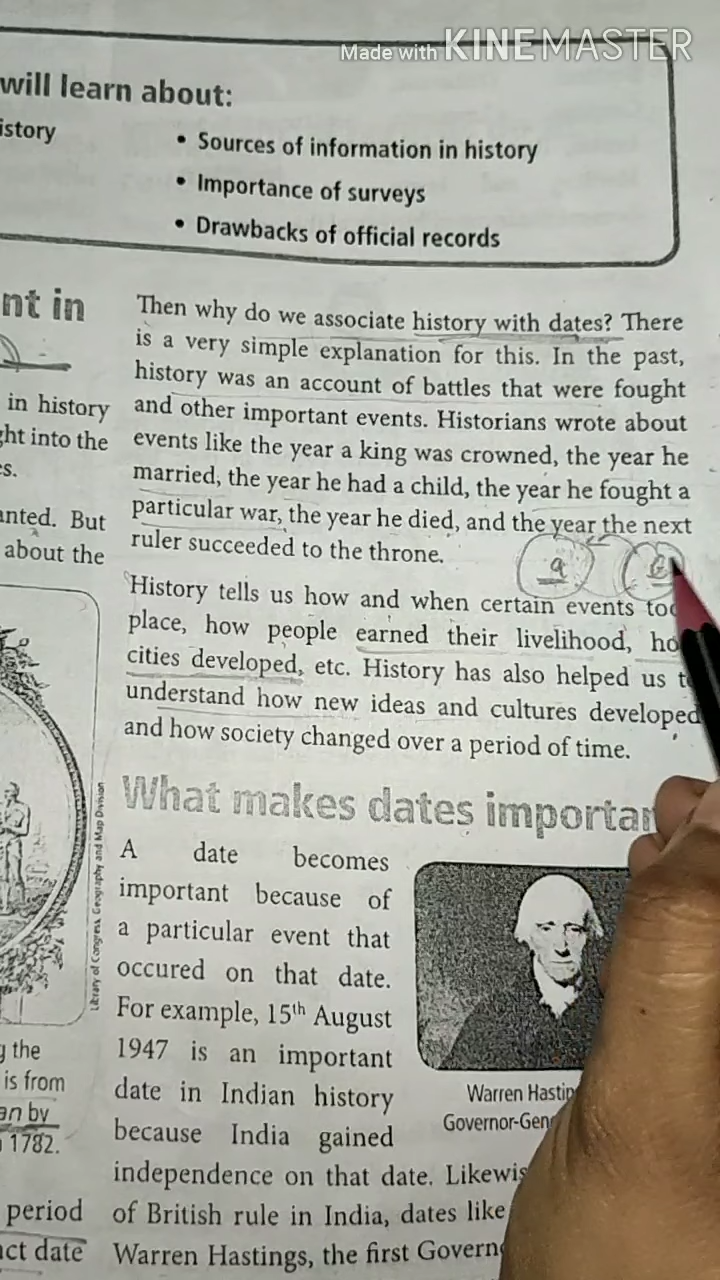 Made with KINEMASTER
will learn about:
istory
• Sources of information in history
• Importance of surveys
• Drawbacks of official records
nt in
in history
ght into the
es.
anted. But
about the
Library of Congress, Geography and Map Division
g the
is from
an by
1782.
period
act date
Then why do we associate history with dates? There
is a very simple explanation for this. In the past,
history was an account of battles that were fought
and other important events. Historians wrote about
events like the year a king was crowned, the year he
married, the year he had a child, the year he fought a
particular war, the year he died, and the year the next
ruler succeeded to the throne.
a
History tells us how and when certain events too
place, how people earned their livelihood, ho
cities developed, etc. History has also helped us t
understand how new ideas and cultures developed
and how society changed over a period of time.
What makes dates importan
A date becomes
important because of
a particular event that
occured on that date.
For example, 15th August
1947 is an important
date in Indian history
because India gained
independence on that date. Likewis
of British rule in India, dates like
Warren Hastings, the first Govern
Warren Hastin
Governor-Gen